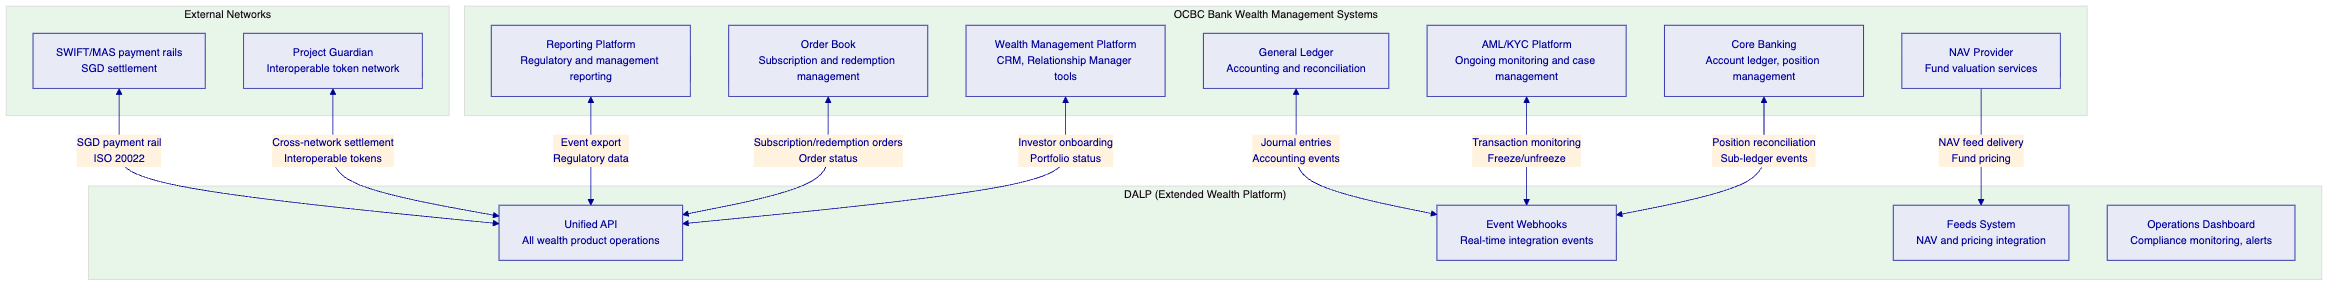 External Networks
SWIFT/MAS payment rails
SGD settlement
Project Guardian
Interoperable token network
OCBC Bank Wealth Management Systems
Reporting Platform
Regulatory and management
reporting
Order Book
Subscription and redemption
management
Wealth Management Platform
CRM, Relationship Manager
tools
General Ledger
Accounting and reconciliation
AML/KYC Platform
Ongoing monitoring and case
management
Core Banking
Account ledger, position
management
NAV Provider
Fund valuation services
SGD payment rail
ISO 20022
Cross-network settlement
Interoperable tokens
Event export
Regulatory data
Subscription/redemption orders
Order status
Investor onboarding
Portfolio status
Journal entries
Accounting events
Transaction monitoring
Freeze/unfreeze
Position reconciliation
Sub-ledger events
NAV feed delivery
Fund pricing
DALP (Extended Wealth Platform)
Unified API
All wealth product operations
Event Webhooks
Real-time integration events
Feeds System
NAV and pricing integration
Operations Dashboard
Compliance monitoring, alerts